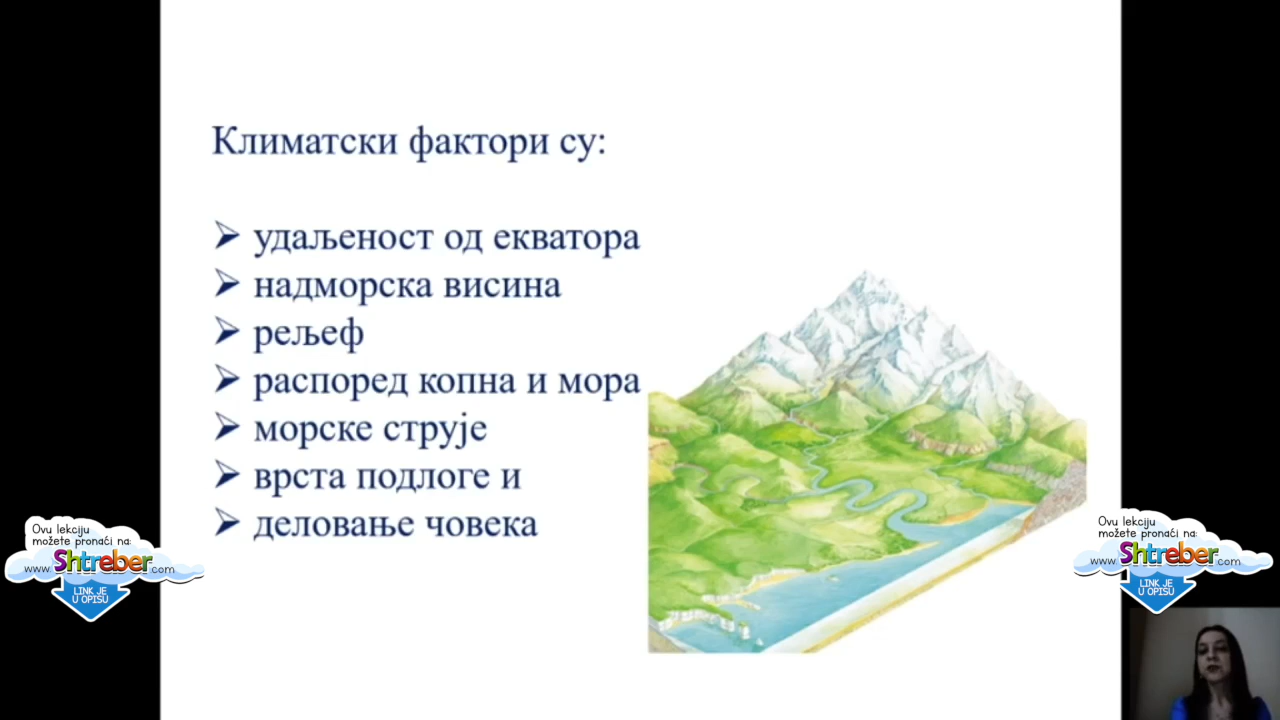 Климатски фактори су:
➢ удаљеност од екватора
➢ надморска висина
➢ рељеф
➢ распоред копна и мора
➢ морске струје
➢ врста подлоге и
➢ деловање човека
Ovu lekciju
možete pronaći na:
www.Shtreber.com
LINK JE
U OPISU
Ovu lekciju
možete pronaći na:
www.Shtreber.com
LINK JE
U OPISU